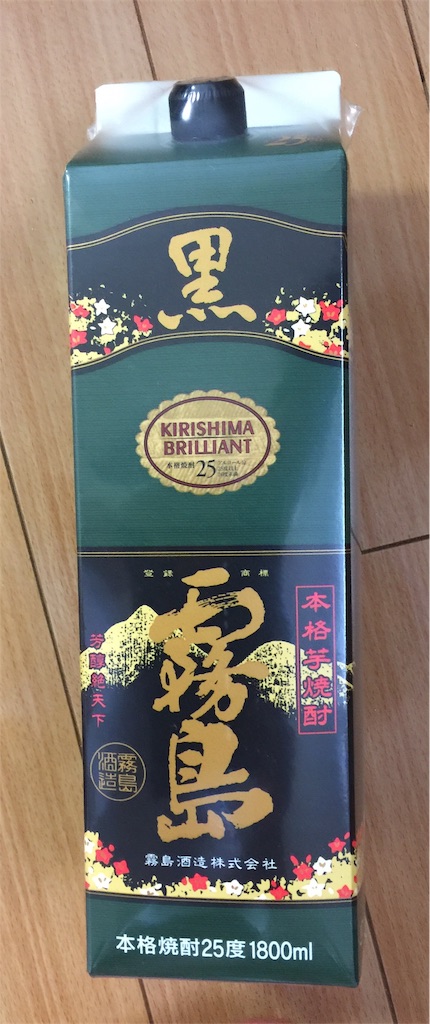 25
黒
KIRISHIMA
BRILLIANT
本格焼酎 25
登録 商標
霧島
本格芋焼酎
芳醇絶天下
霧島
酒造
霧島酒造株式会社
本格焼酎25度1800ml